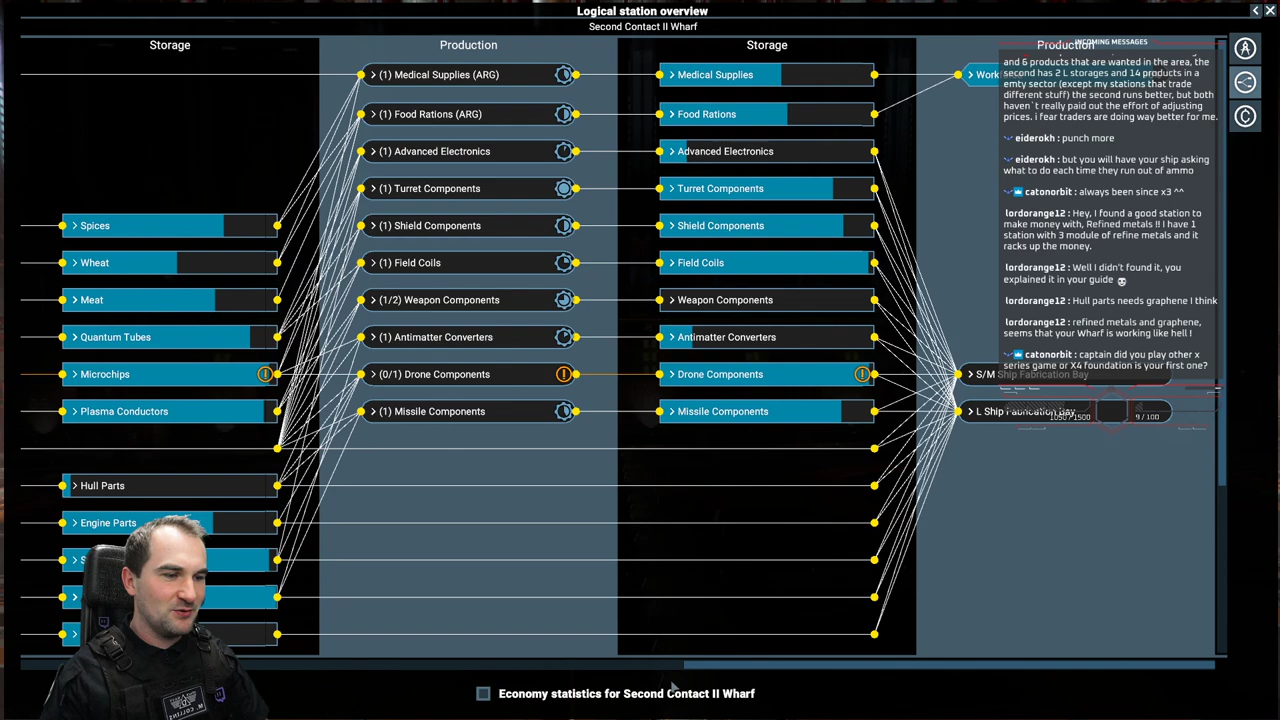 Logical station overview
Second Contact II Wharf
Storage
Production
Storage
Production
INCOMING MESSAGES
Spices
Wheat
Meat
Quantum Tubes
Microchips
Plasma Conductors
Hull Parts
Engine Parts
S
(1) Medical Supplies (ARG)
(1) Food Rations (ARG)
(1) Advanced Electronics
(1) Turret Components
(1) Shield Components
(1) Field Coils
(1/2) Weapon Components
(1) Antimatter Converters
(0/1) Drone Components
(1) Missile Components
Medical Supplies
Food Rations
Advanced Electronics
Turret Components
Shield Components
Field Coils
Weapon Components
Antimatter Converters
Drone Components
Missile Components
Work
S/M Ship Fabrication Bay
L Ship Fabrication Bay
1050 / 1500
9 / 100
and 6 products that are wanted in the area, the
second has 2 L storages and 14 products in a
emty sector (except my stations that trade
different stuff) the second runs better, but both
haven`t really paid out the effort of adjusting
prices. i fear traders are doing way better for me.
eiderokh : punch more
eiderokh : but you will have your ship asking
what to do each time they run out of ammo
catonorbit : always been since x3 ^^
lordorange12 : Hey, I found a good station to
make money with, Refined metals !! I have 1
station with 3 module of refine metals and it
racks up the money.
lordorange12 : Well I didn't found it, you
explained it in your guide
lordorange12 : Hull parts needs graphene I think
lordorange12 : refined metals and graphene,
seems that your Wharf is working like hell !
catonorbit : captain did you play other x
series game or X4 foundation is your first one?
Economy statistics for Second Contact II Wharf